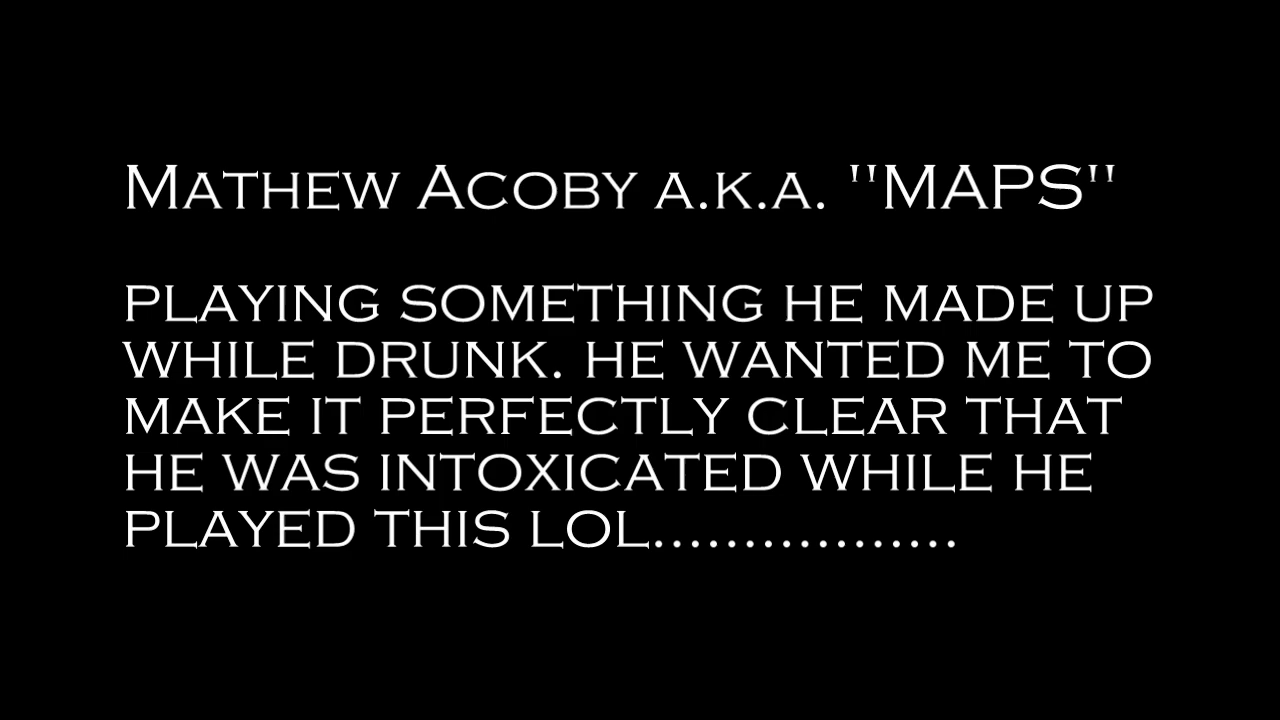 Mathew Acoby a.k.a. "MAPS"
playing something he made up
while drunk. he wanted me to
make it perfectly clear that
he was intoxicated while he
played this lol.................